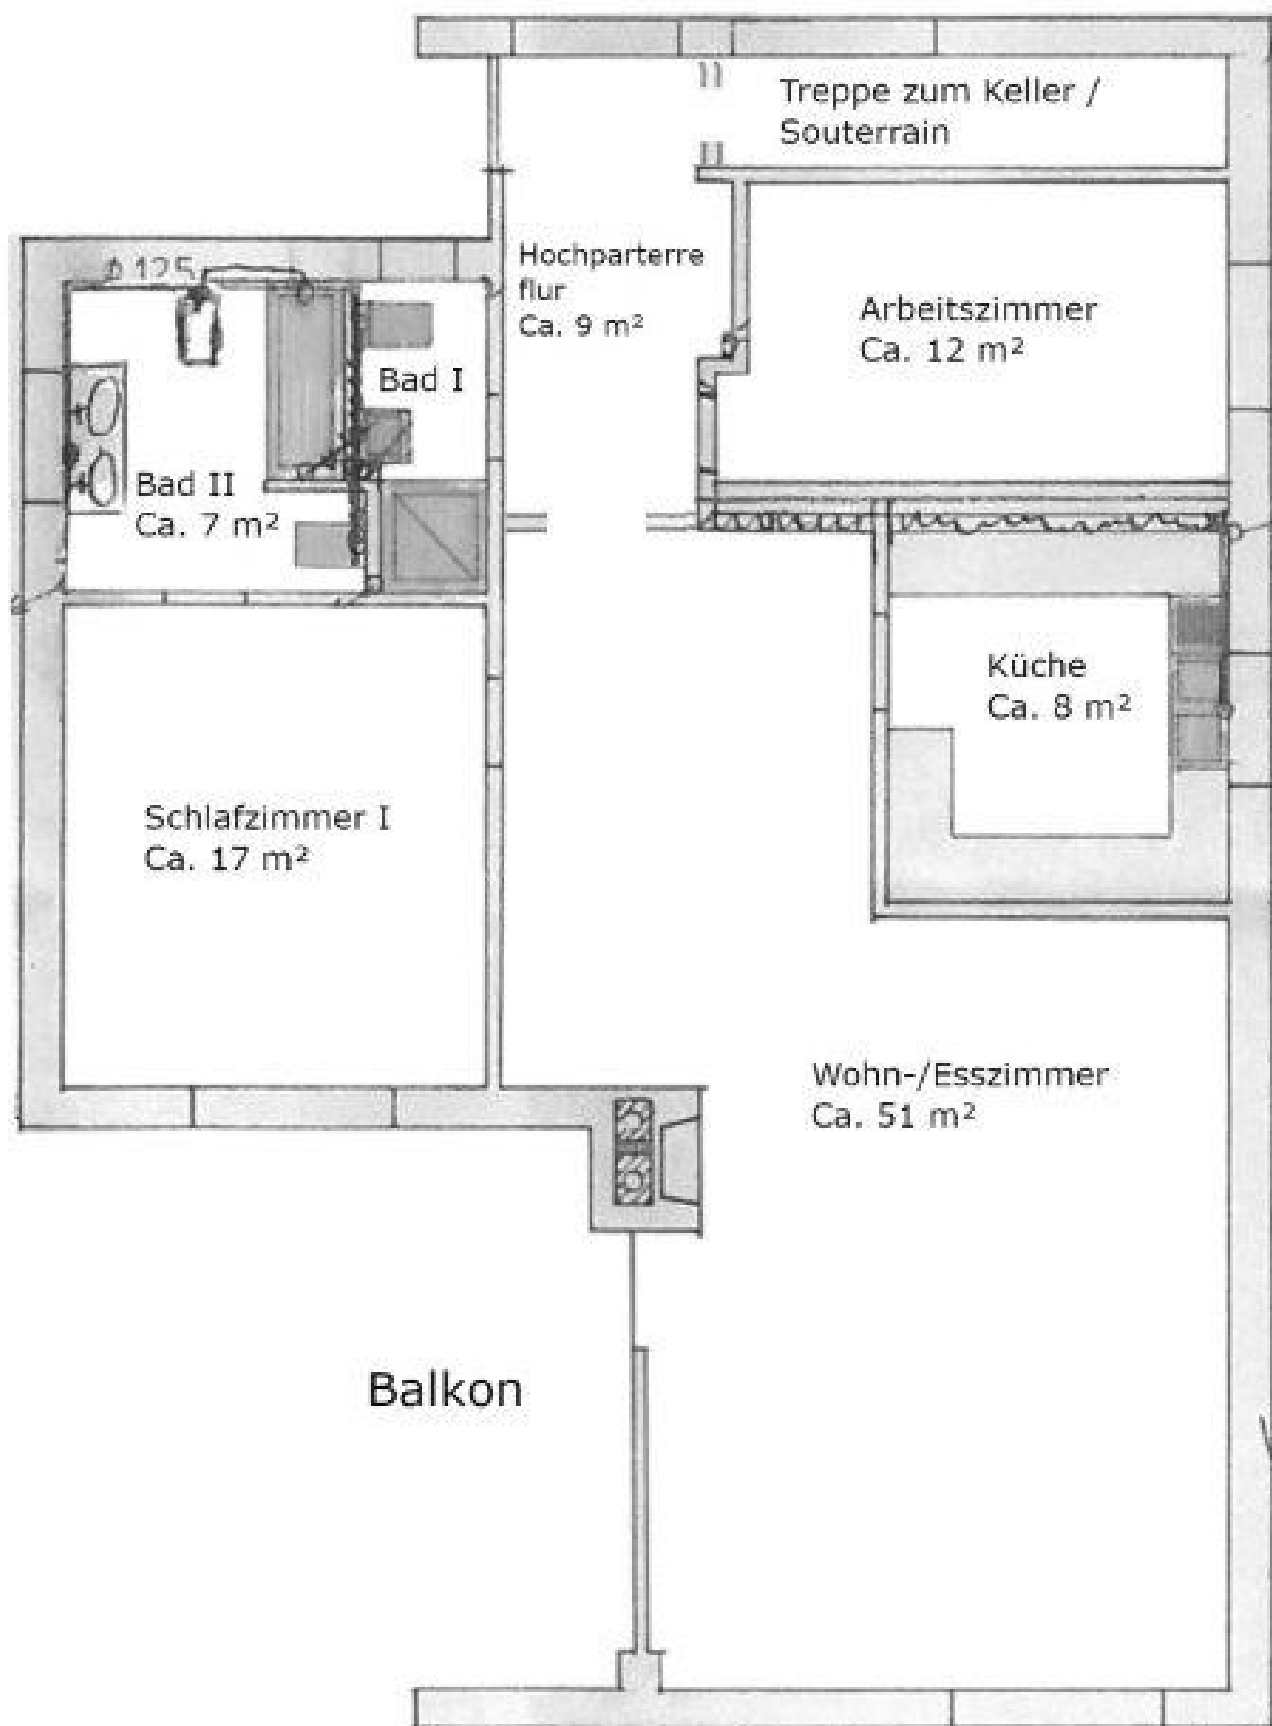 Treppe zum Keller /
Souterrain
Hochparterre
flur
Ca. 9 m²
ø 125
Arbeitszimmer
Ca. 12 m²
Bad I
Bad II
Ca. 7 m²
Küche
Ca. 8 m²
Schlafzimmer I
Ca. 17 m²
Wohn-/Esszimmer
Ca. 51 m²
Balkon